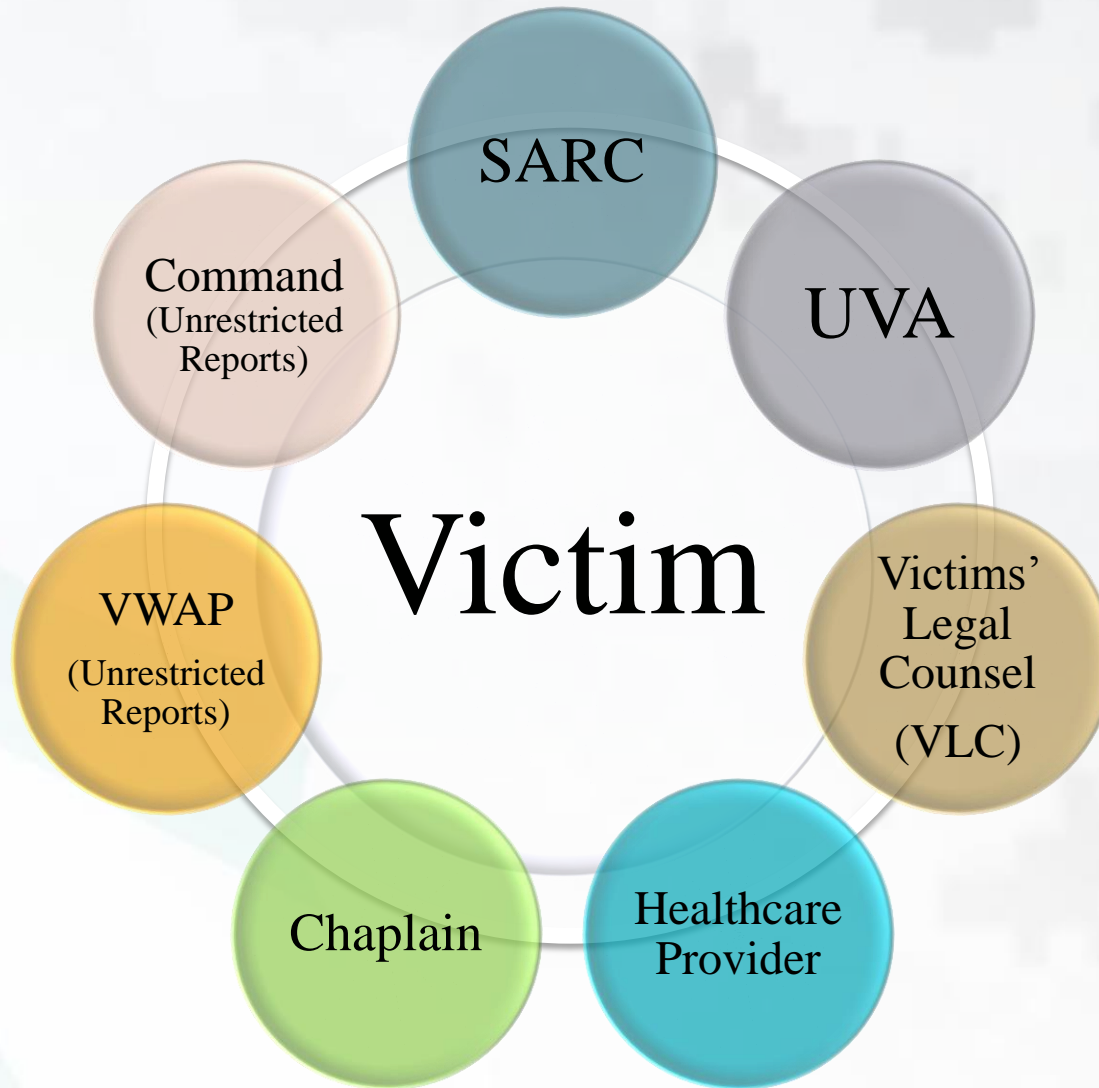 SARC
UVA
Victims’
Legal
Counsel
(VLC)
Healthcare
Provider
Chaplain
VWAP
(Unrestricted
Reports)
Command
(Unrestricted
Reports)
Victim